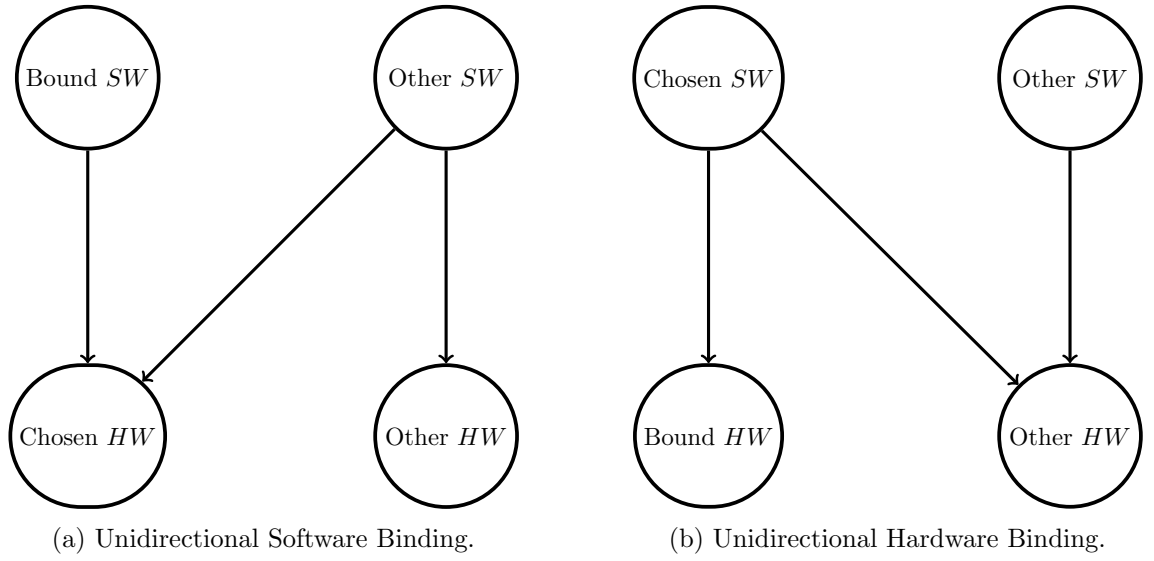 Bound SW
Other SW
Chosen SW
Other SW
Chosen HW
Other HW
Bound HW
Other HW
(a) Unidirectional Software Binding.
(b) Unidirectional Hardware Binding.